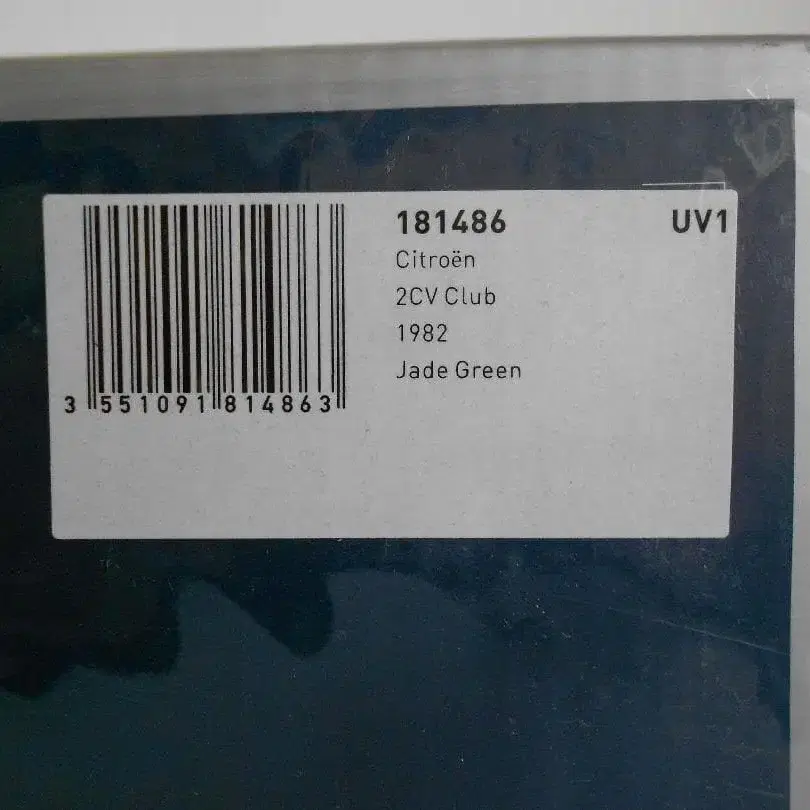 181486 UV1
Citroën
2CV Club
1982
Jade Green
3 551091 814863